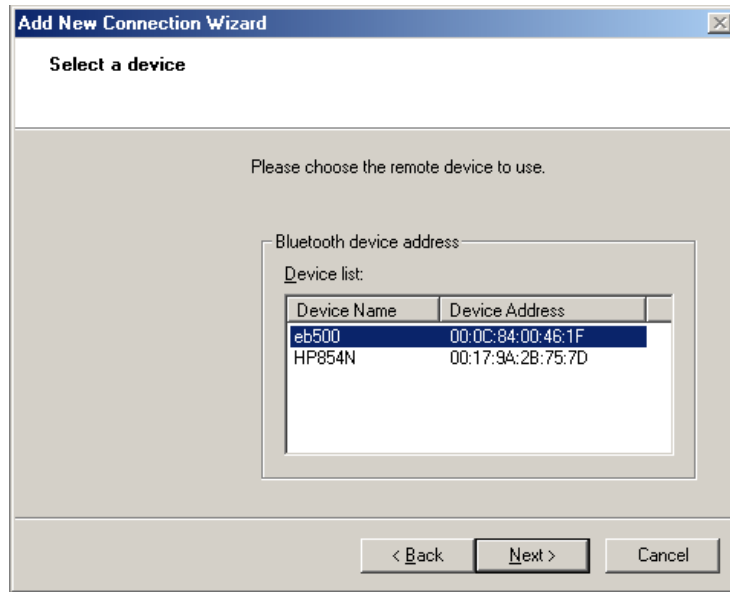 Add New Connection Wizard
Select a device
Please choose the remote device to use.
Bluetooth device address
Device list:
Device Name Device Address
eb500 00:0C:84:00:46:1F
HP854N 00:17:9A:2B:75:7D
< Back Next > Cancel